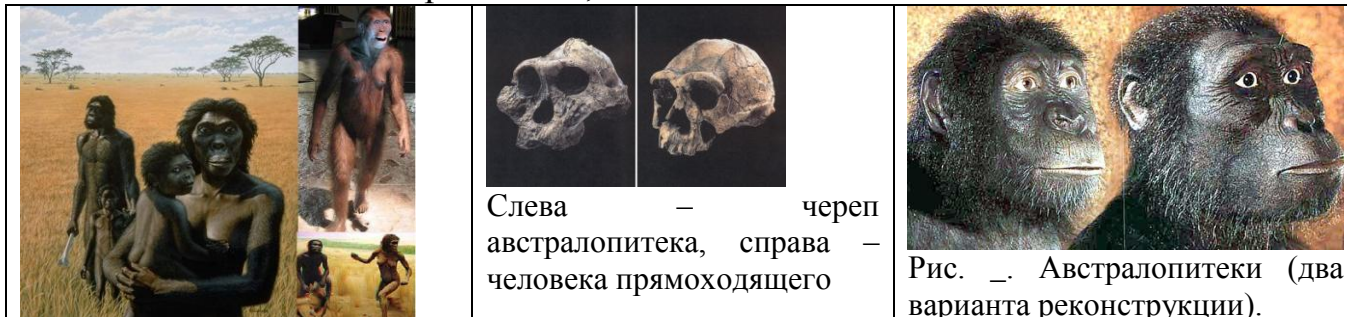 Слева – череп
австралопитека, справа –
человека прямоходящего
Рис. _. Австралопитеки (два
варианта реконструкции).